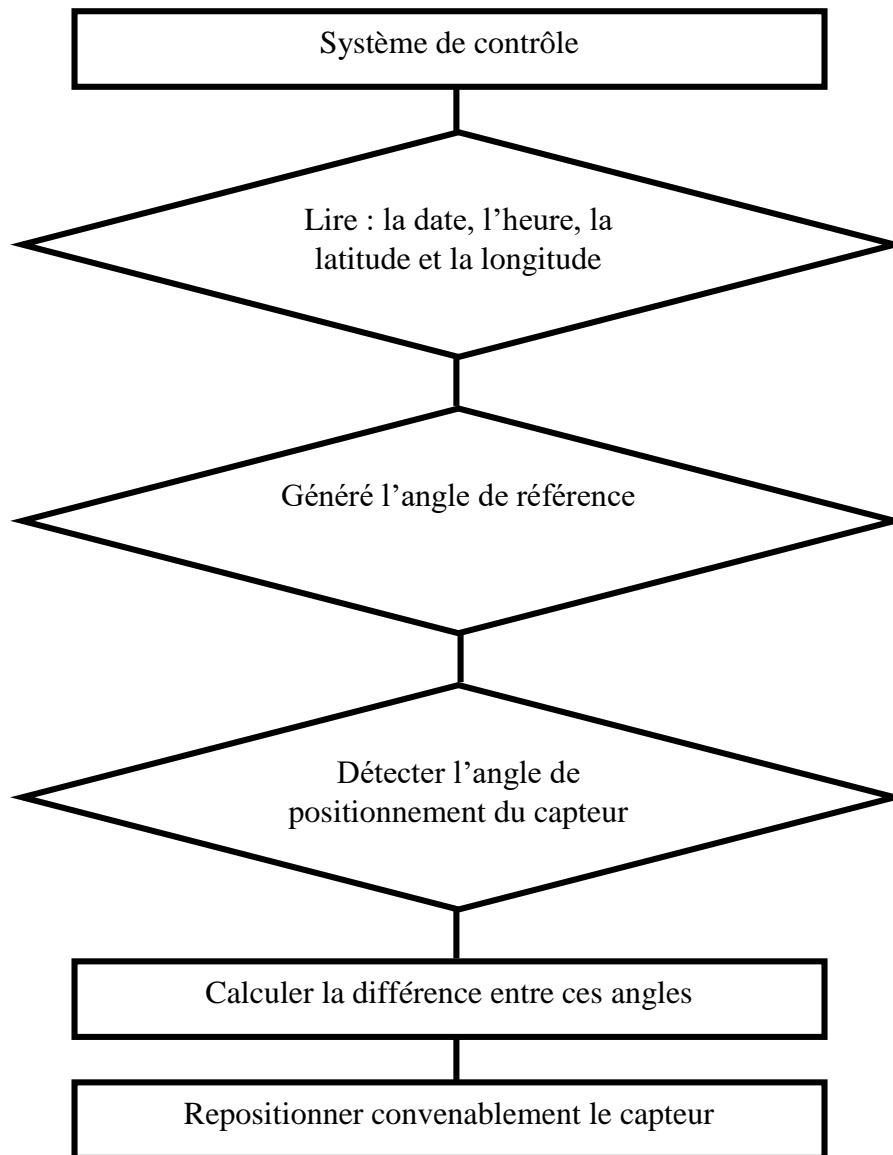 Système de contrôle
Lire : la date, l’heure, la
latitude et la longitude
Généré l’angle de référence
Détecter l’angle de
positionnement du capteur
Calculer la différence entre ces angles
Repositionner convenablement le capteur